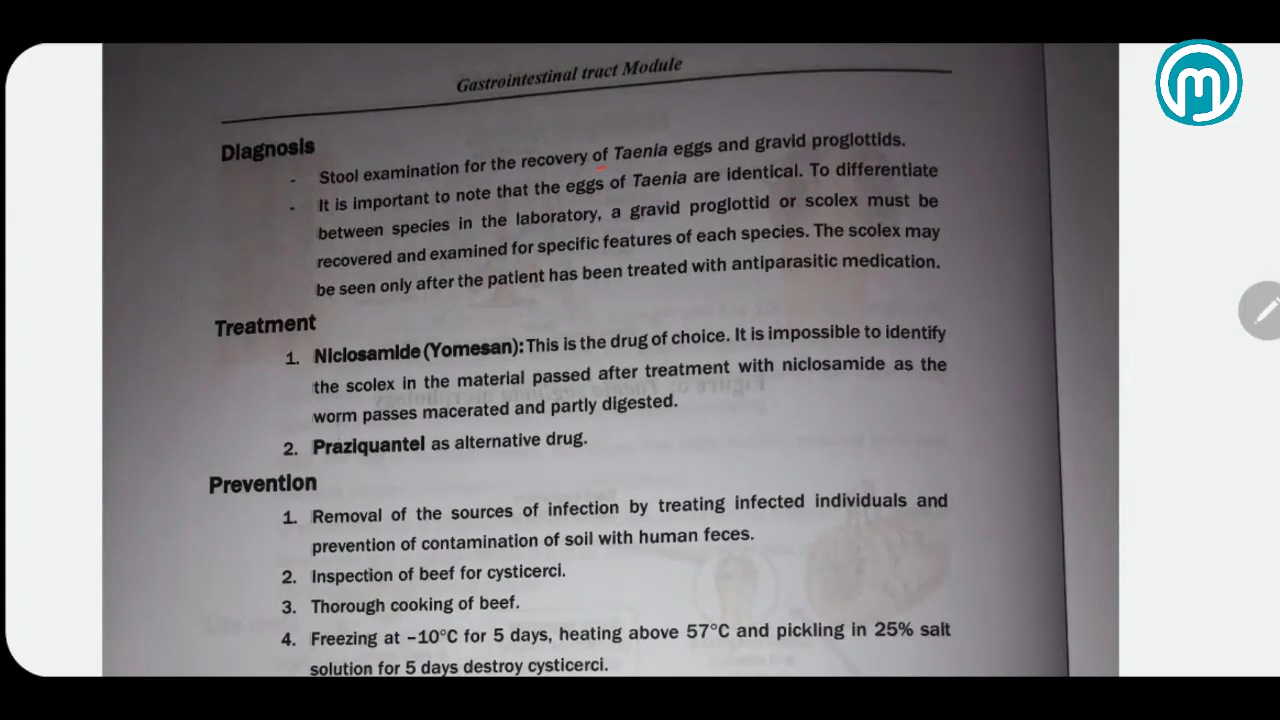 Gastrointestinal tract Module
Diagnosis
- Stool examination for the recovery of Taenia eggs and gravid proglottids.
- It is important to note that the eggs of Taenia are identical. To differentiate
between species in the laboratory, a gravid proglottid or scolex must be
recovered and examined for specific features of each species. The scolex may
be seen only after the patient has been treated with antiparasitic medication.
Treatment
1. Niclosamide (Yomesan): This is the drug of choice. It is impossible to identify
the scolex in the material passed after treatment with niclosamide as the
worm passes macerated and partly digested.
2. Praziquantel as alternative drug.
Prevention
1. Removal of the sources of infection by treating infected individuals and
prevention of contamination of soil with human feces.
2. Inspection of beef for cysticerci.
3. Thorough cooking of beef.
4. Freezing at –10°C for 5 days, heating above 57°C and pickling in 25% salt
solution for 5 days destroy cysticerci.